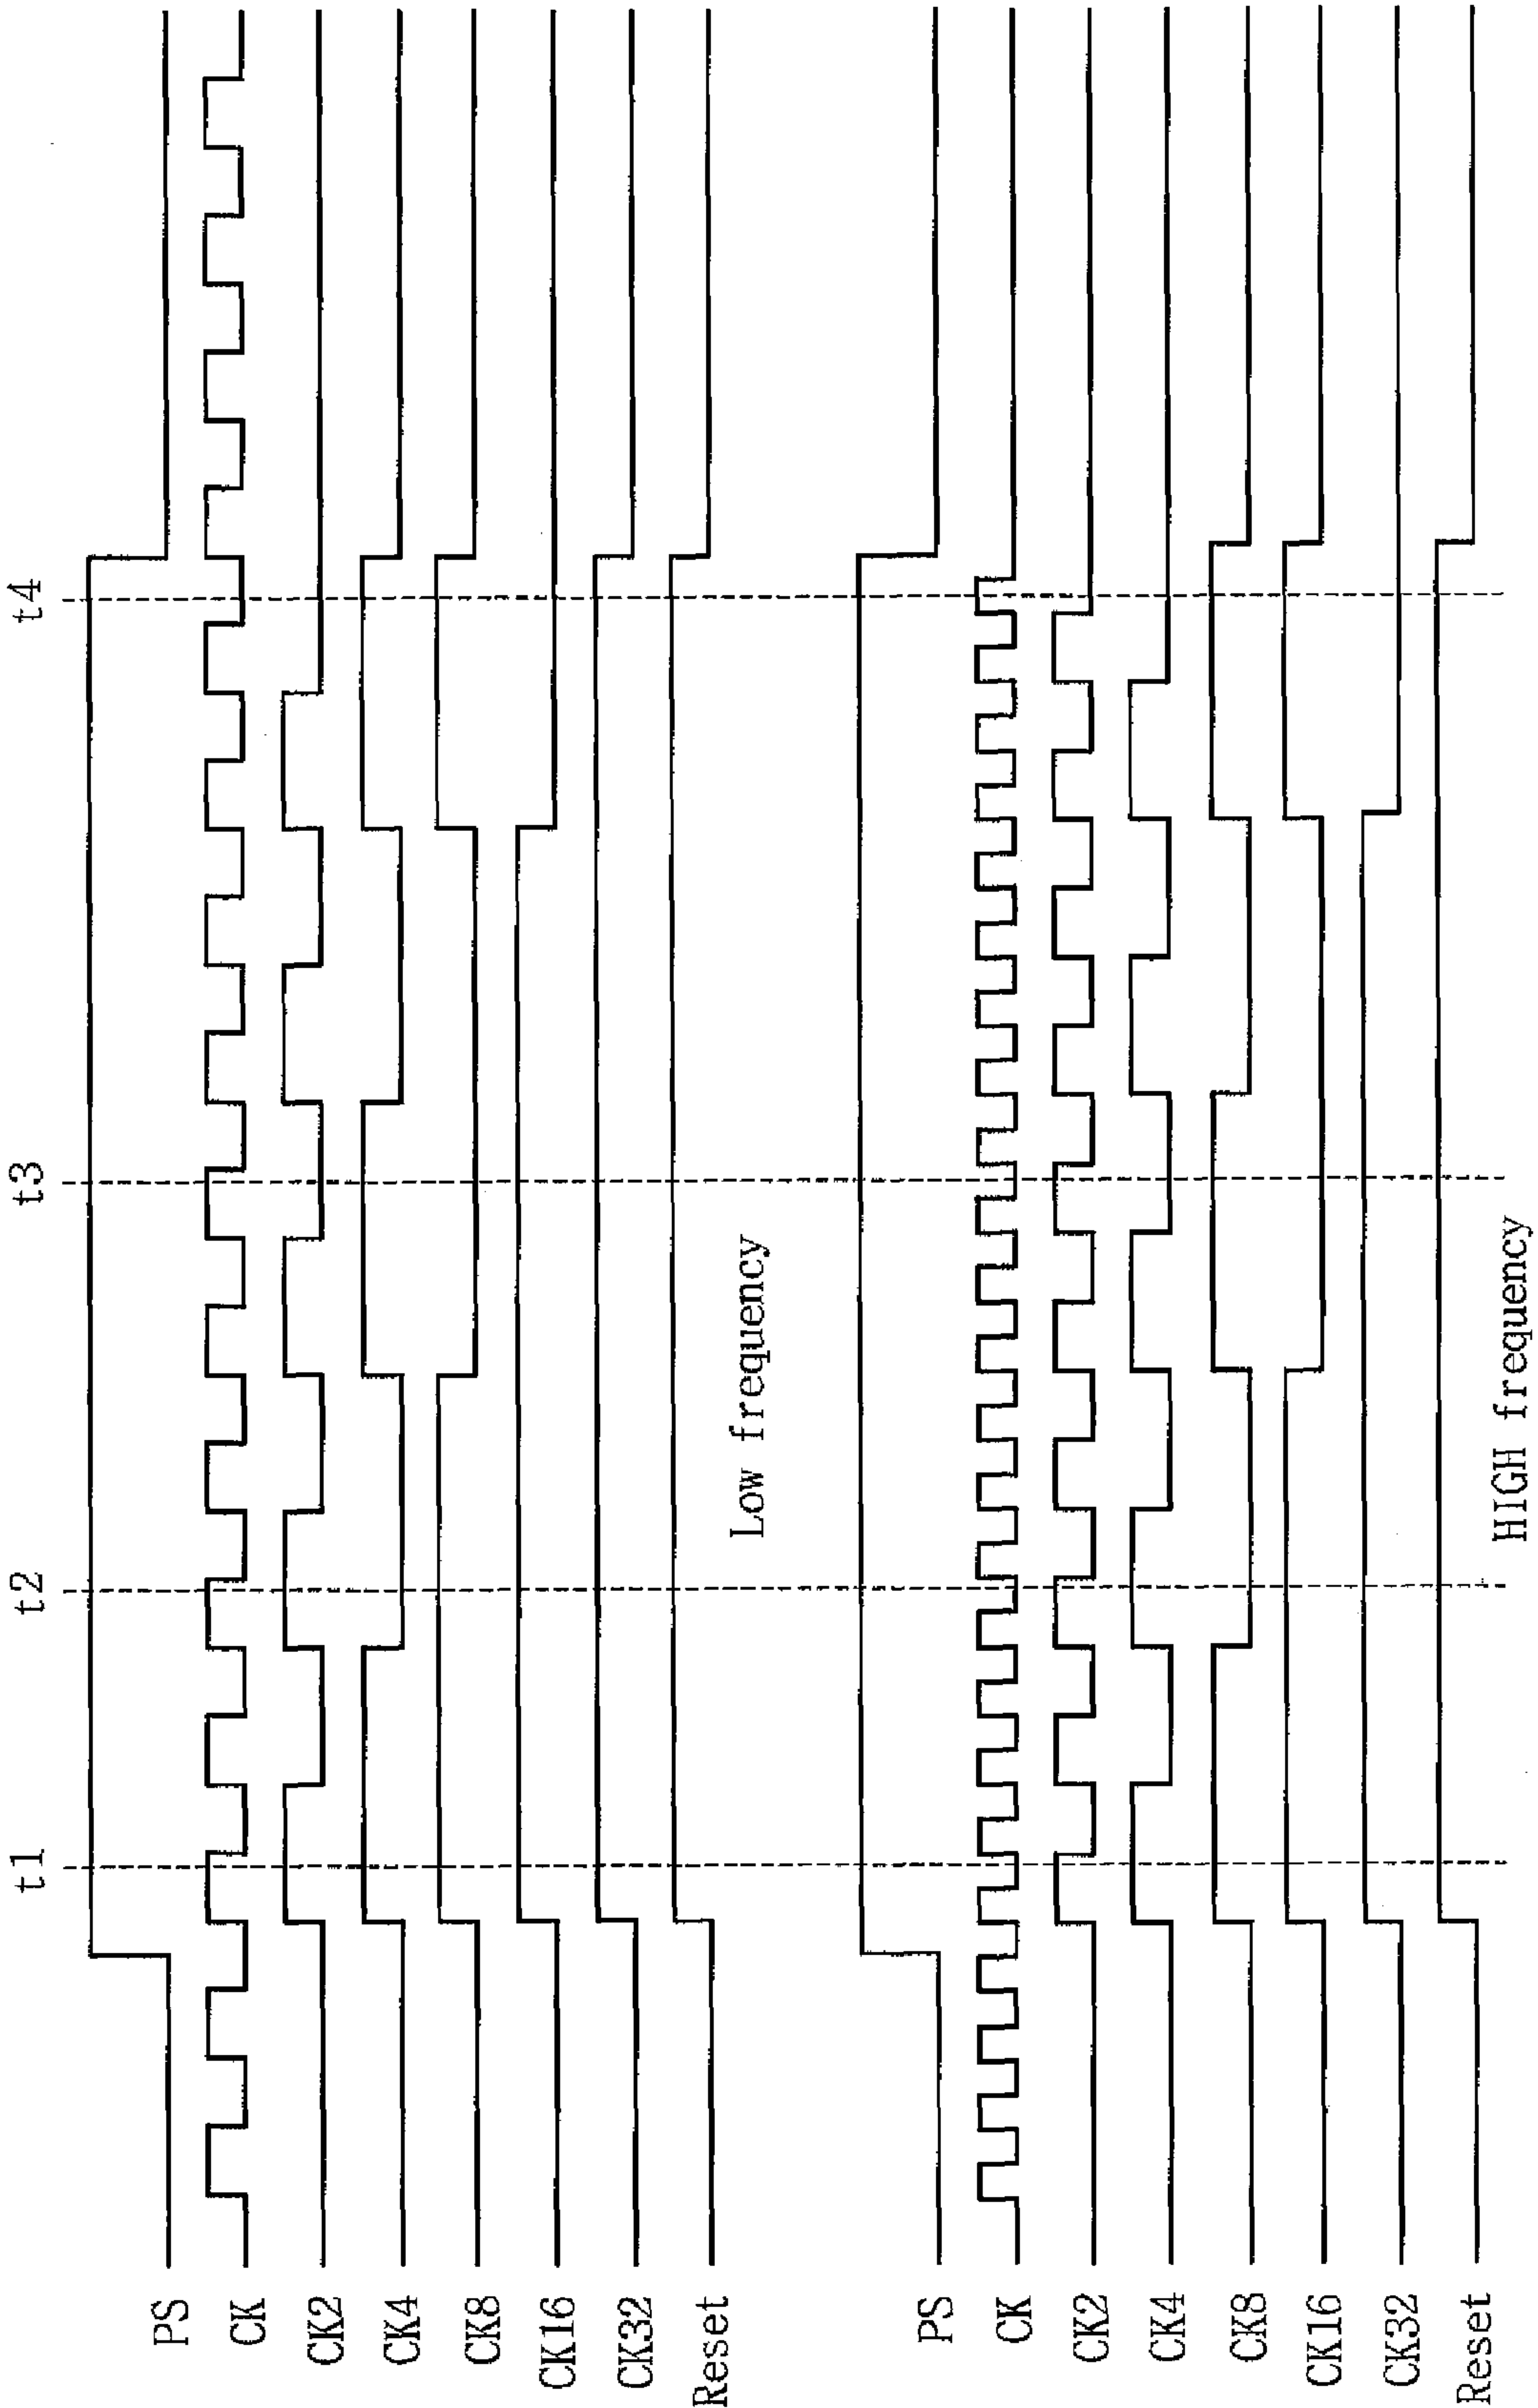 t1 t2 t3 t4
PS
CK
CK2
CK4
CK8
CK16
CK32
Reset
Low frequency
PS
CK
CK2
CK4
CK8
CK16
CK32
Reset
HIGH frequency